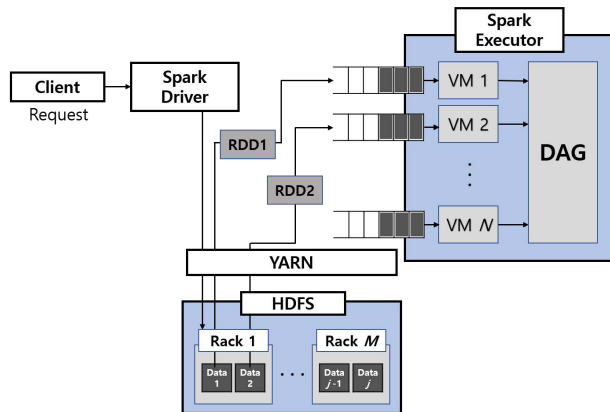 Spark
Executor
Client
Request
Spark
Driver
VM 1
RDD1
VM 2
DAG
RDD2
⋮
VM N
YARN
HDFS
Rack 1
Rack M
Data
1
Data
2
· · ·
Data
j-1
Data
j